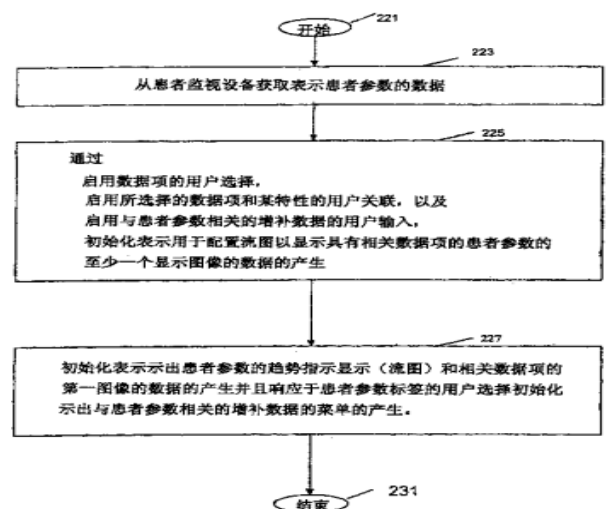 开始
221
223
从患者监视设备获取表示患者参数的数据
225
通过
启用数据项的用户选择,
启用所选择的数据项和某特性的用户关联,以及
启用与患者参数相关的增补数据的用户输入,
初始化表示用于配置流图以显示具有相关数据项的患者参数的
至少一个显示图像的数据的产生
227
初始化表示示出患者参数的趋势指示显示(流图)和相关数据项的
第一图像的数据的产生并且响应于患者参数标签的用户选择初始化
示出与患者参数相关的增补数据的菜单的产生。
231
结束